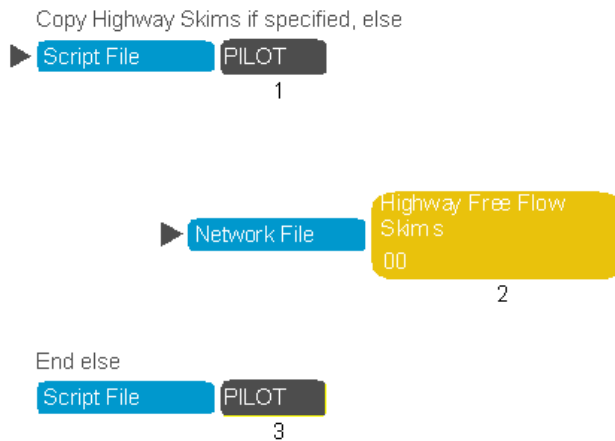 Copy Highway Skims if specified, else
Script File PILOT
1
Network File
Highway Free Flow
Skims
00
2
End else
Script File PILOT
3